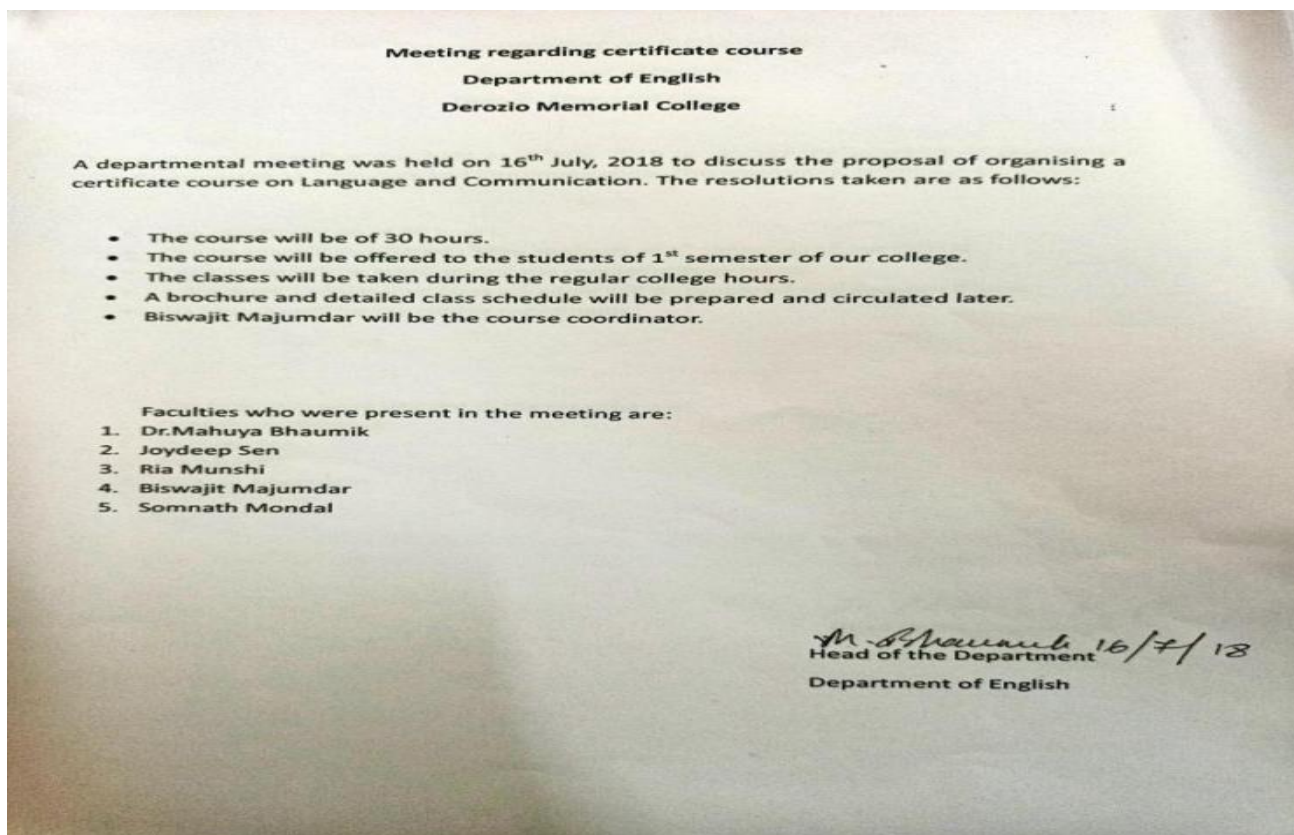 Meeting regarding certificate course
Department of English
Derozio Memorial College
A departmental meeting was held on 16th July, 2018 to discuss the proposal of organising a
certificate course on Language and Communication. The resolutions taken are as follows:
• The course will be of 30 hours.
• The course will be offered to the students of 1st semester of our college.
• The classes will be taken during the regular college hours.
• A brochure and detailed class schedule will be prepared and circulated later.
• Biswajit Majumdar will be the course coordinator.
Faculties who were present in the meeting are:
1. Dr.Mahuya Bhaumik
2. Joydeep Sen
3. Ria Munshi
4. Biswajit Majumdar
5. Somnath Mondal
M. Bhaumik 16/7/18
Head of the Department
Department of English